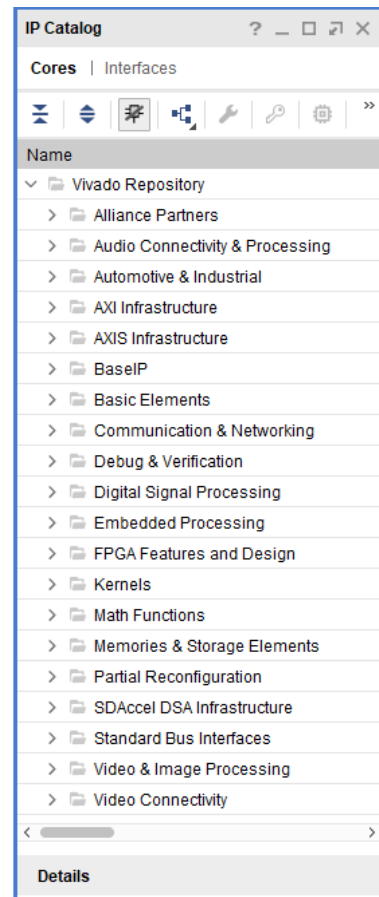 IP Catalog ?
Cores | Interfaces
»
Name
Vivado Repository
Alliance Partners
Audio Connectivity & Processing
Automotive & Industrial
AXI Infrastructure
AXIS Infrastructure
BaseIP
Basic Elements
Communication & Networking
Debug & Verification
Digital Signal Processing
Embedded Processing
FPGA Features and Design
Kernels
Math Functions
Memories & Storage Elements
Partial Reconfiguration
SDAccel DSA Infrastructure
Standard Bus Interfaces
Video & Image Processing
Video Connectivity
Details